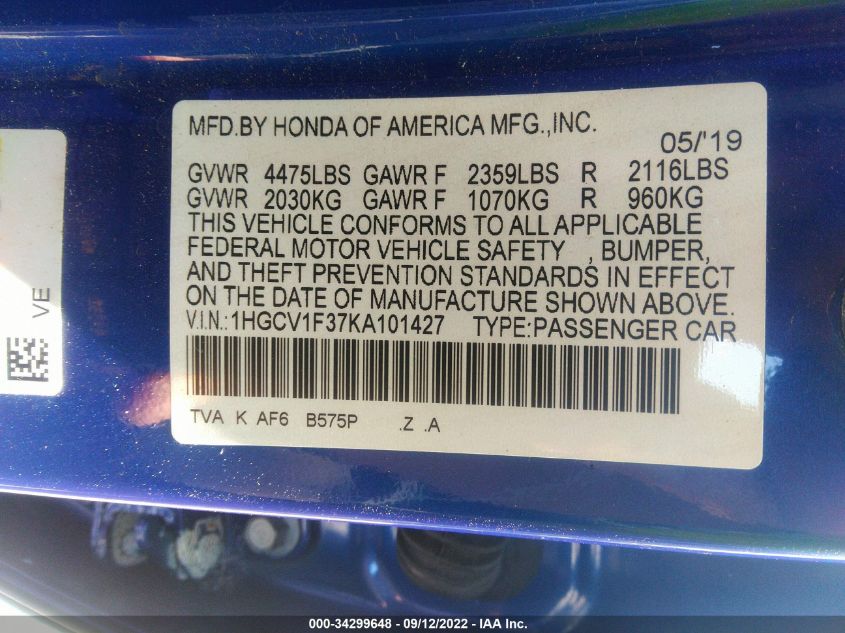 MFD.BY HONDA OF AMERICA MFG.,INC.
05/'19
GVWR 4475LBS GAWR F 2359LBS R 2116LBS
GVWR 2030KG GAWR F 1070KG R 960KG
THIS VEHICLE CONFORMS TO ALL APPLICABLE
FEDERAL MOTOR VEHICLE SAFETY , BUMPER,
AND THEFT PREVENTION STANDARDS IN EFFECT
ON THE DATE OF MANUFACTURE SHOWN ABOVE.
V.I.N.:1HGCV1F37KA101427 TYPE:PASSENGER CAR
TVA K AF6 B575P .Z .A
VE
000-34299648 - 09/12/2022 - IAA Inc.